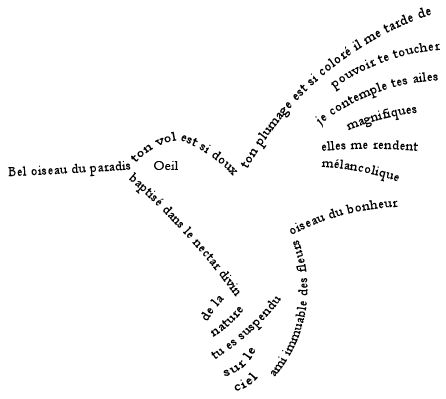 Bel oiseau du paradis
ton vol est si doux
Oeil
ton plumage est si coloré il me tarde de
pouvoir te toucher
je contemple tes ailes
magnifiques
elles me rendent
mélancolique
oiseau du bonheur
ami immuable des fleurs
baptisé dans le nectar divin
de la
nature
tu es suspendu
sur le
ciel